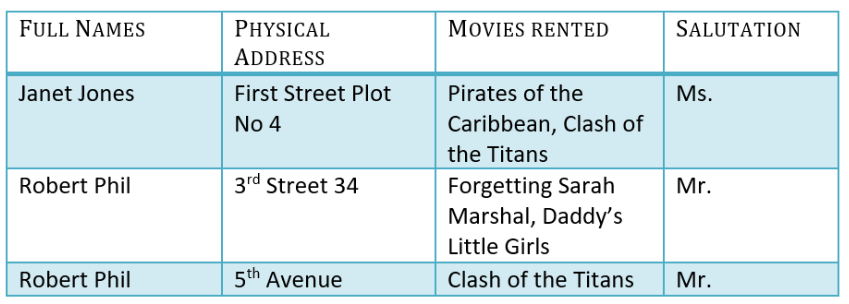 FULL NAMES PHYSICAL ADDRESS MOVIES RENTED SALUTATION
Janet Jones First Street Plot No 4 Pirates of the Caribbean, Clash of the Titans Ms.
Robert Phil 3rd Street 34 Forgetting Sarah Marshal, Daddy’s Little Girls Mr.
Robert Phil 5th Avenue Clash of the Titans Mr.